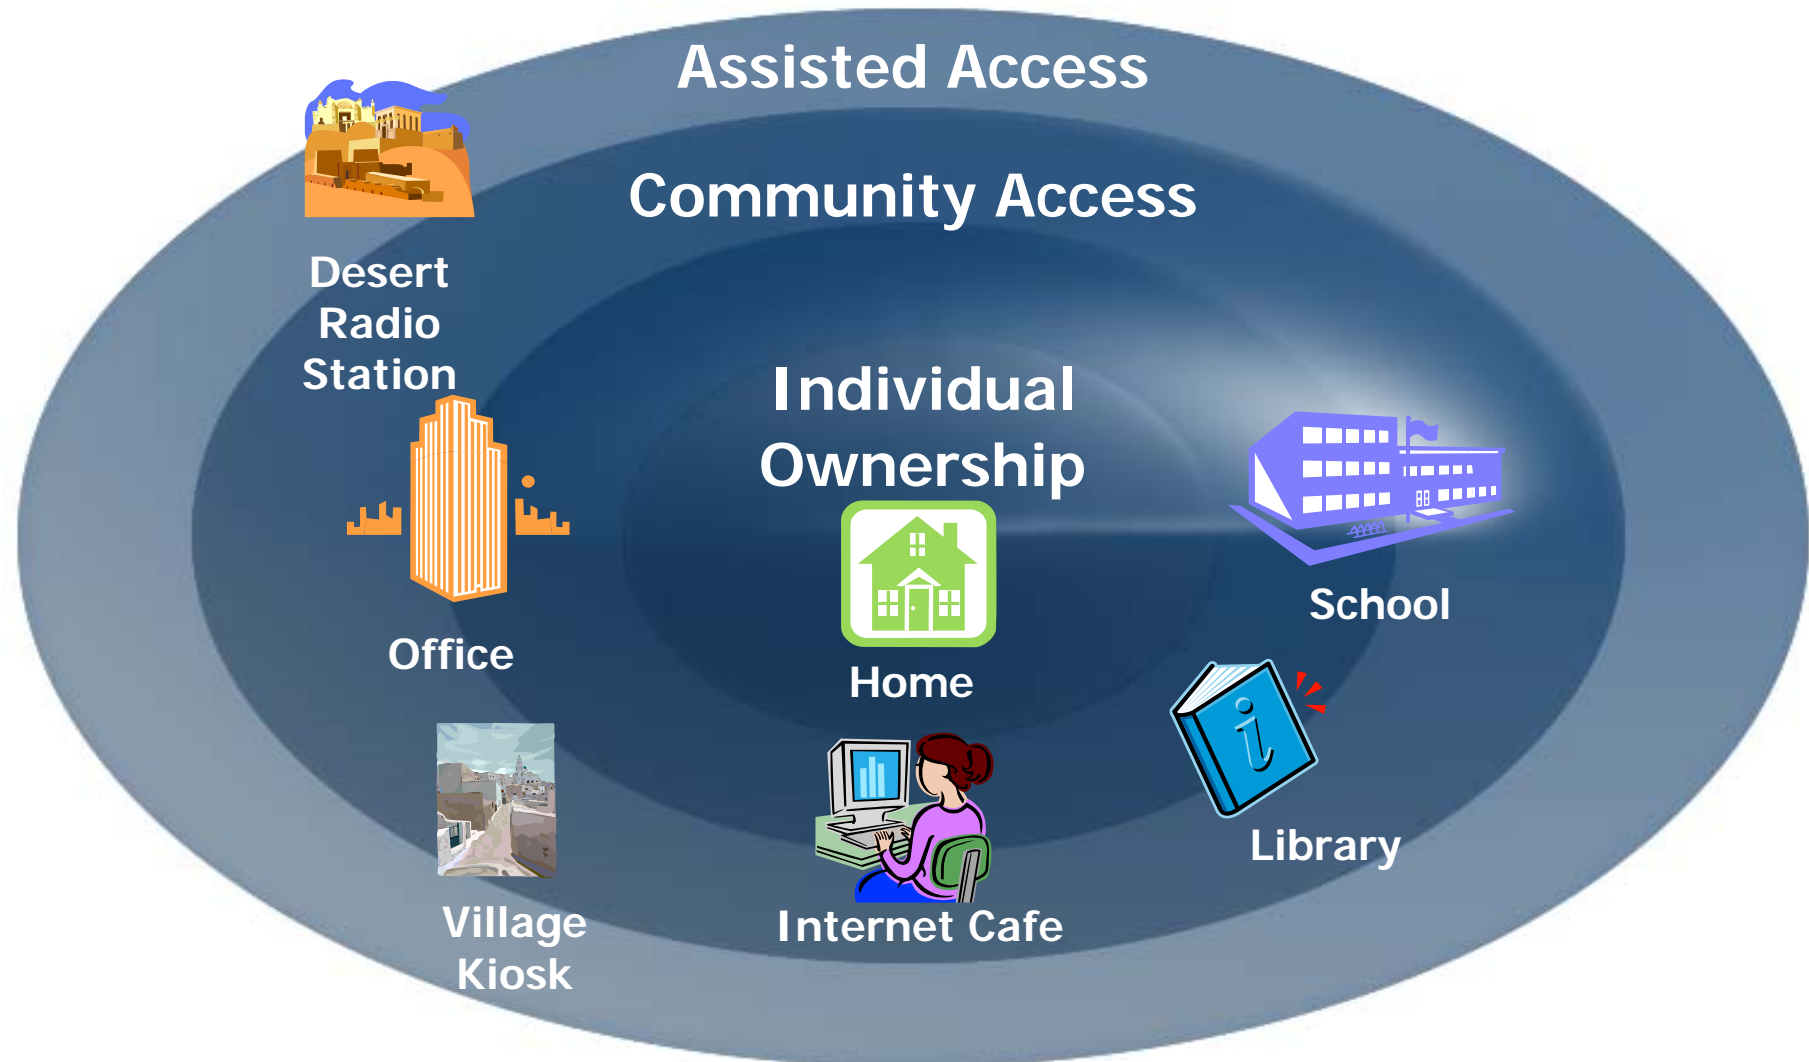 Assisted Access
Community Access
Desert
Radio
Station
Individual
Ownership
School
Office
Home
i
Library
Village
Kiosk
Internet Cafe